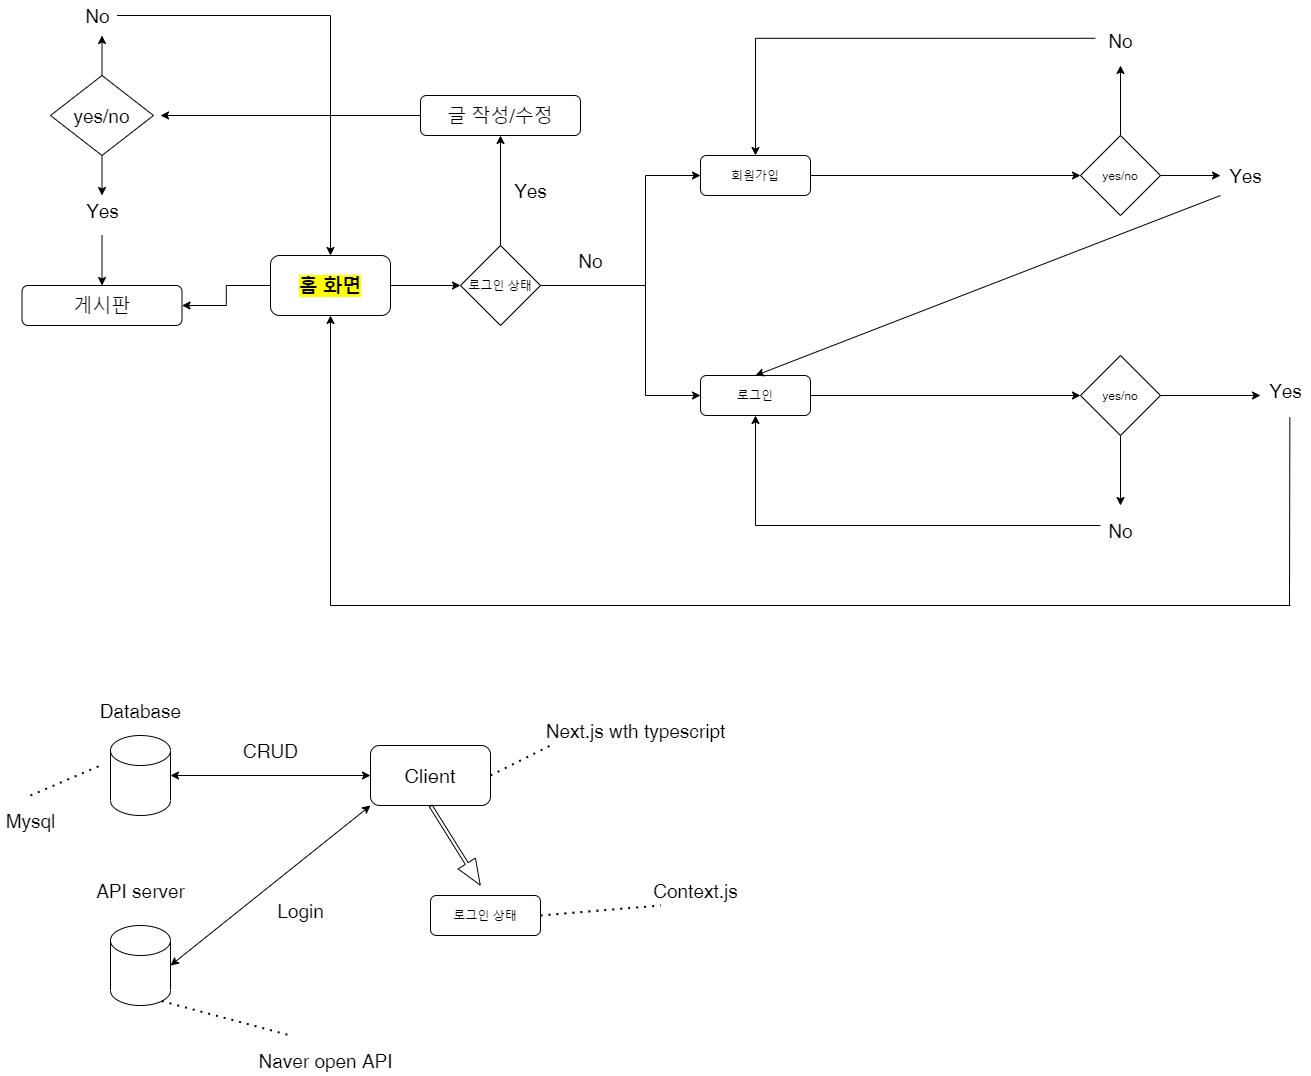 No
No
yes/no
글 작성/수정
회원가입
yes/no
Yes
Yes
Yes
No
홈 화면
로그인 상태
게시판
로그인
yes/no
Yes
No
Database
CRUD
Client
Next.js wth typescript
Mysql
API server
Login
로그인 상태
Context.js
Naver open API